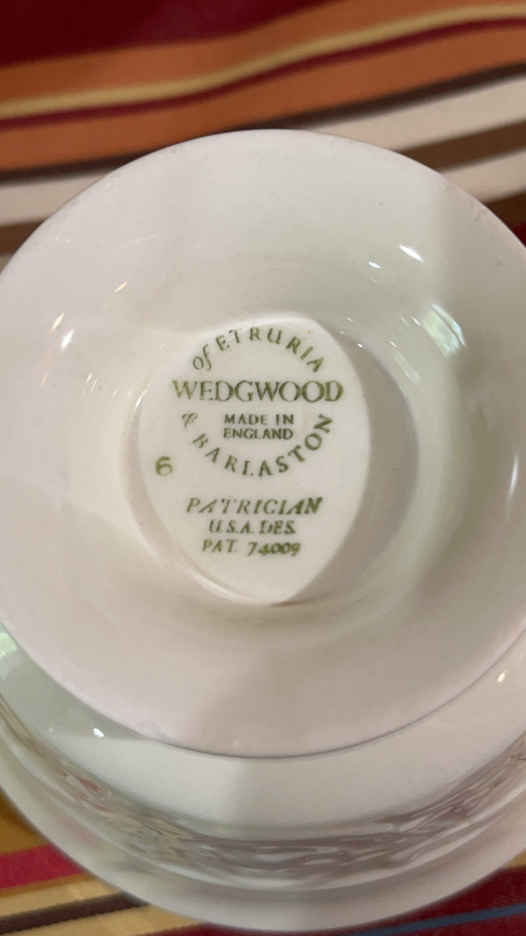 of ETRURIA
WEDGWOOD
MADE IN
ENGLAND
& BARLASTON
6
PATRICIAN
U.S.A. DES.
PAT. 74009